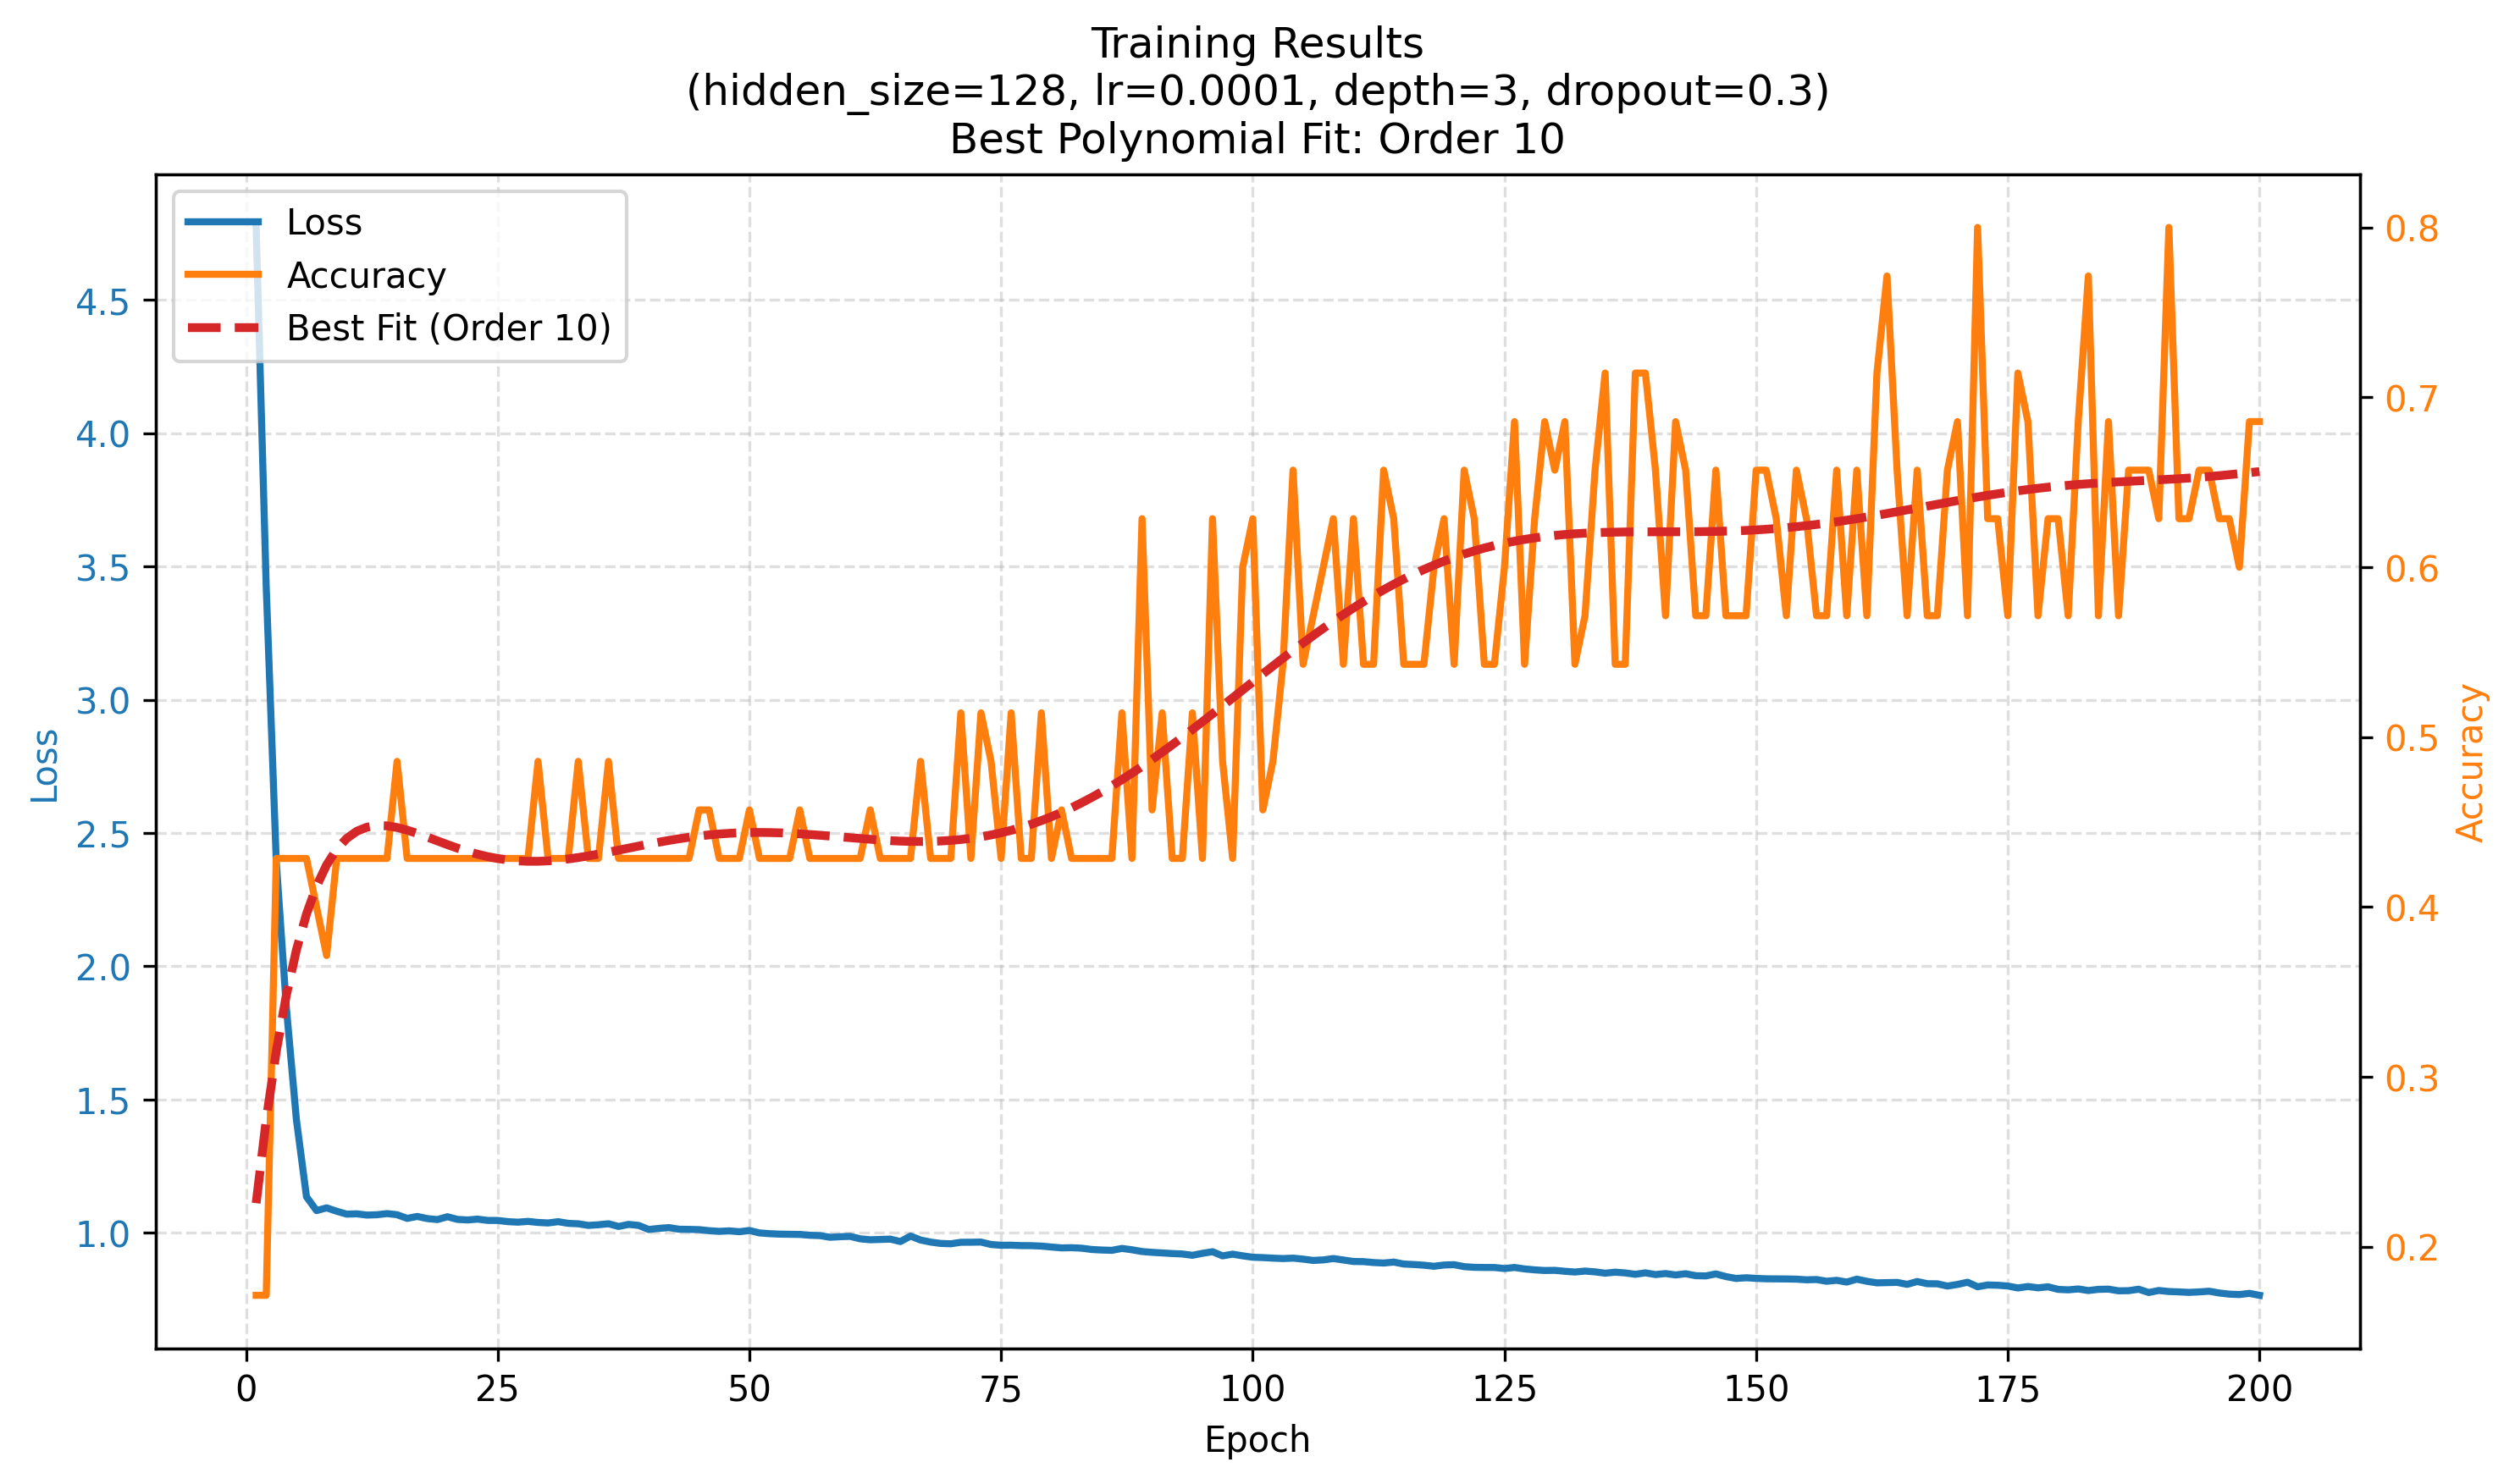 Training Results
(hidden_size=128, lr=0.0001, depth=3, dropout=0.3)
Best Polynomial Fit: Order 10
Loss
Accuracy
Best Fit (Order 10)
4.5
4.0
3.5
3.0
2.5
2.0
1.5
1.0
Loss
0.8
0.7
0.6
0.5
0.4
0.3
0.2
Accuracy
0 25 50 75 100 125 150 175 200
Epoch